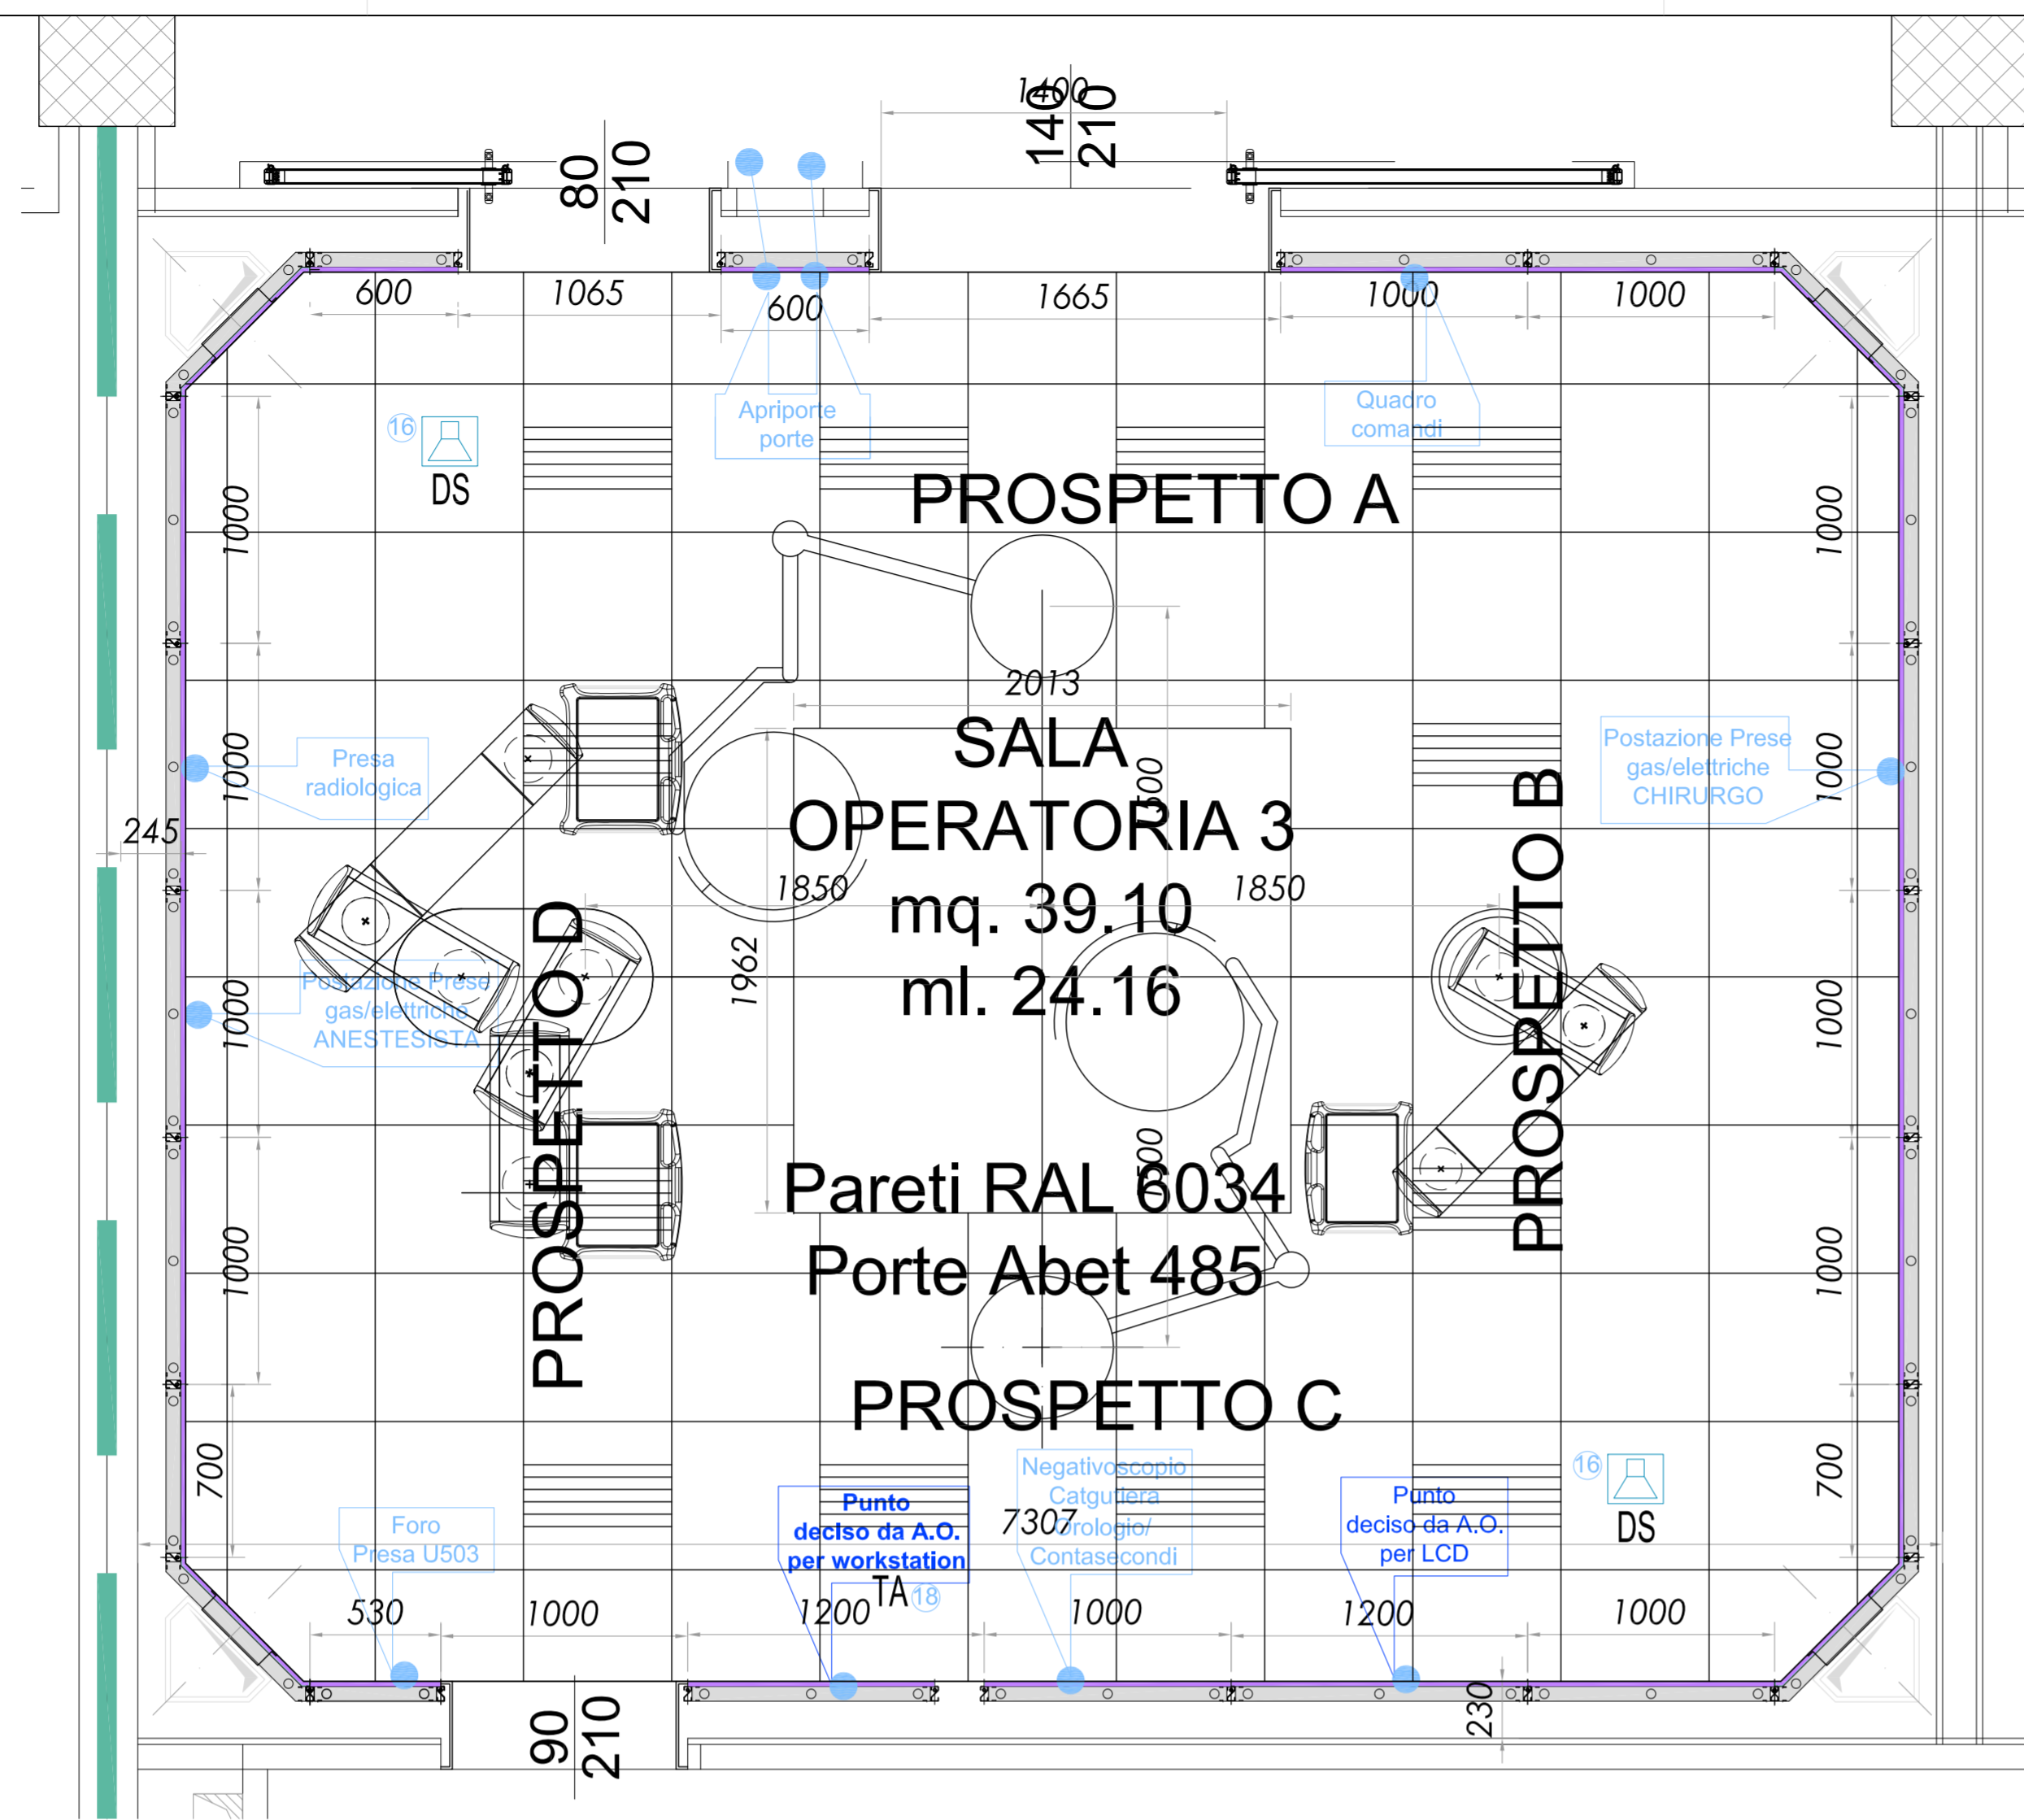 1400
140
210
80
210
600
1065
600
1665
1000
1000
Apriporte
porte
Quadro
comandi
16
DS
PROSPETTO A
1000
1000
2013
SALA
OPERATORIA 3
mq. 39.10
ml. 24.16
1500
Presa
radiologica
Postazione Prese
gas/elettriche
CHIRURGO
1000
1000
245
1850
1850
1962
PROSPETTO D
PROSPETTO B
Postazione Prese
gas/elettriche
ANESTESISTA
1000
1000
1500
Pareti RAL 6034
Porte Abet 485
1000
1000
PROSPETTO C
700
700
Foro
Presa U503
Punto
deciso da A.O.
per workstation
TA
18
Negativoscopio
Catgutiera
Orologio/
Contasecondi
7307
Punto
deciso da A.O.
per LCD
16
DS
530
1000
1200
1000
1200
1000
90
210
230